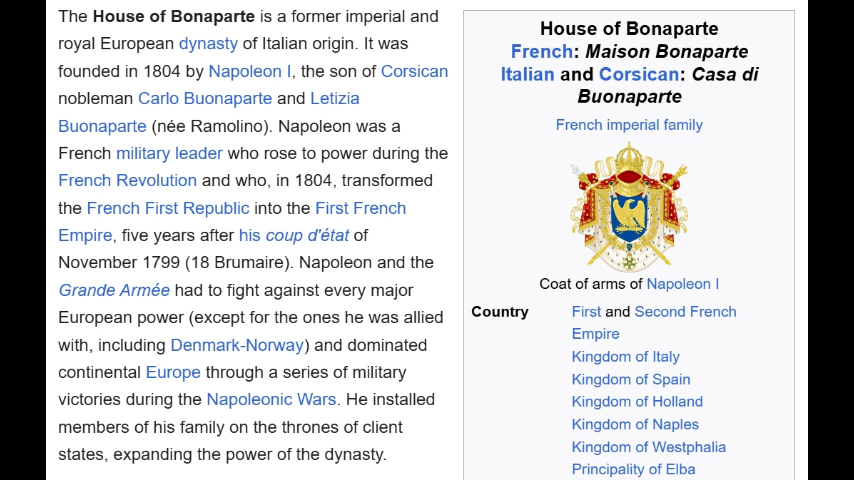 The House of Bonaparte is a former imperial and
royal European dynasty of Italian origin. It was
founded in 1804 by Napoleon I, the son of Corsican
nobleman Carlo Buonaparte and Letizia
Buonaparte (née Ramolino). Napoleon was a
French military leader who rose to power during the
French Revolution and who, in 1804, transformed
the French First Republic into the First French
Empire, five years after his coup d'état of
November 1799 (18 Brumaire). Napoleon and the
Grande Armée had to fight against every major
European power (except for the ones he was allied
with, including Denmark-Norway) and dominated
continental Europe through a series of military
victories during the Napoleonic Wars. He installed
members of his family on the thrones of client
states, expanding the power of the dynasty.
House of Bonaparte
French: Maison Bonaparte
Italian and Corsican: Casa di
Buonaparte
French imperial family
Coat of arms of Napoleon I
Country
First and Second French
Empire
Kingdom of Italy
Kingdom of Spain
Kingdom of Holland
Kingdom of Naples
Kingdom of Westphalia
Principality of Elba